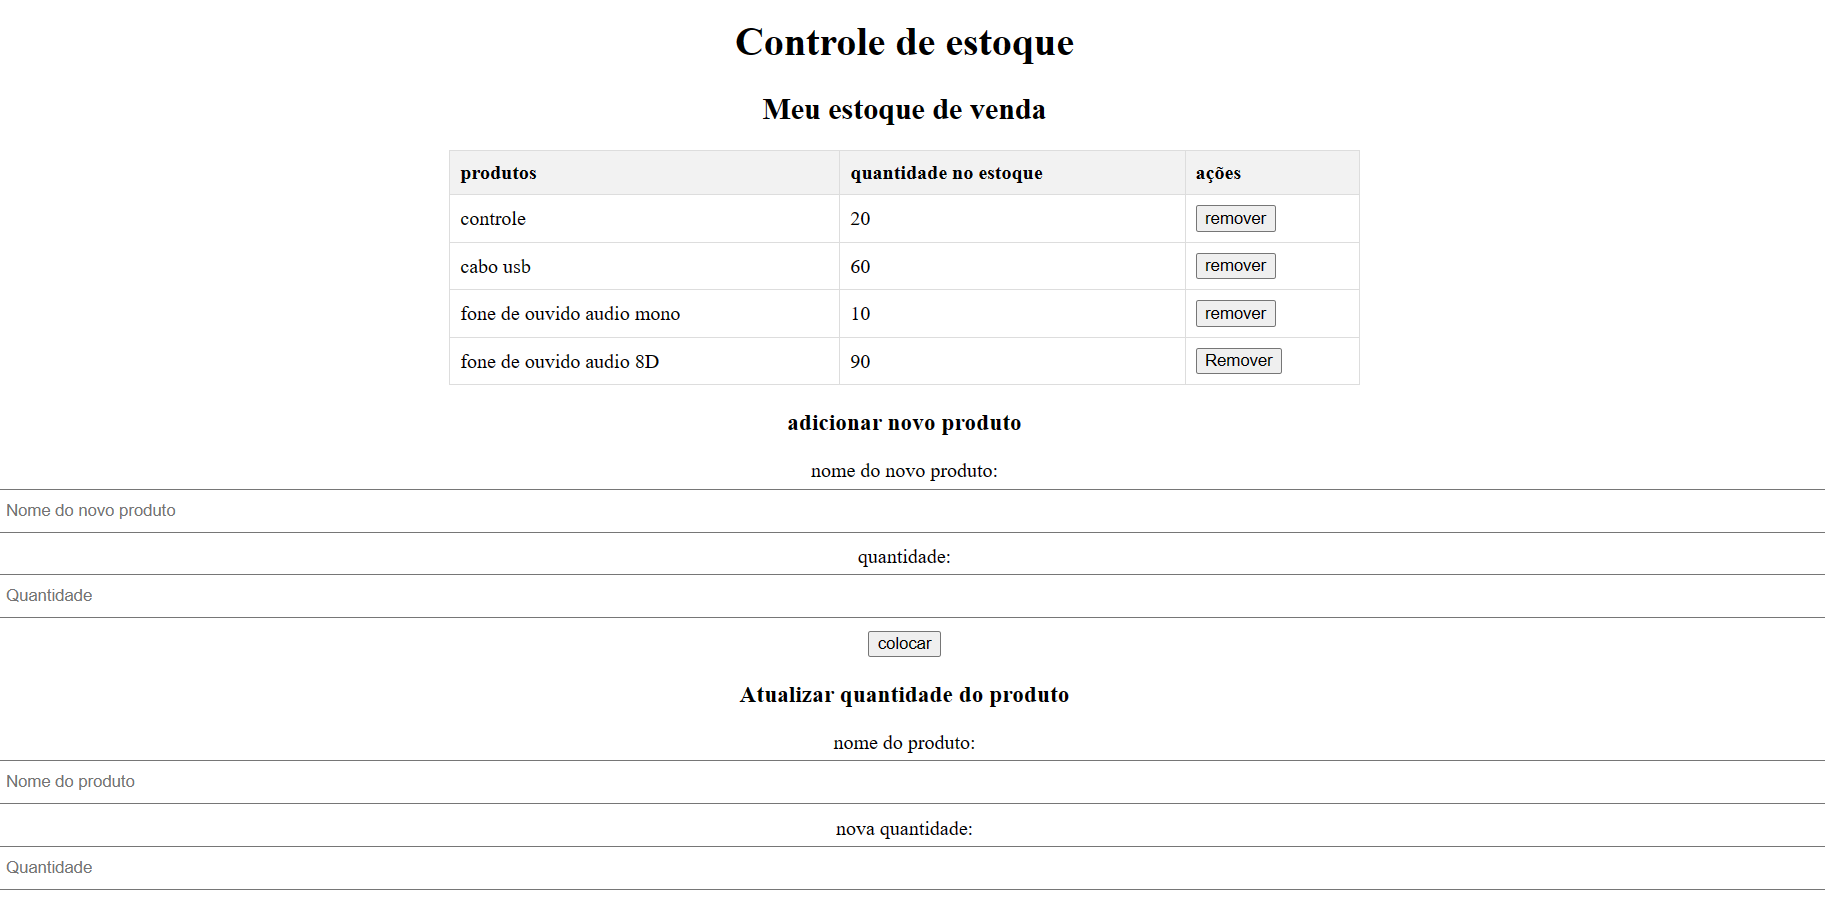 Controle de estoque
Meu estoque de venda
produtos quantidade no estoque ações
controle 20 remover
cabo usb 60 remover
fone de ouvido audio mono 10 remover
fone de ouvido audio 8D 90 Remover
adicionar novo produto
nome do novo produto:
Nome do novo produto
quantidade:
Quantidade
colocar
Atualizar quantidade do produto
nome do produto:
Nome do produto
nova quantidade:
Quantidade